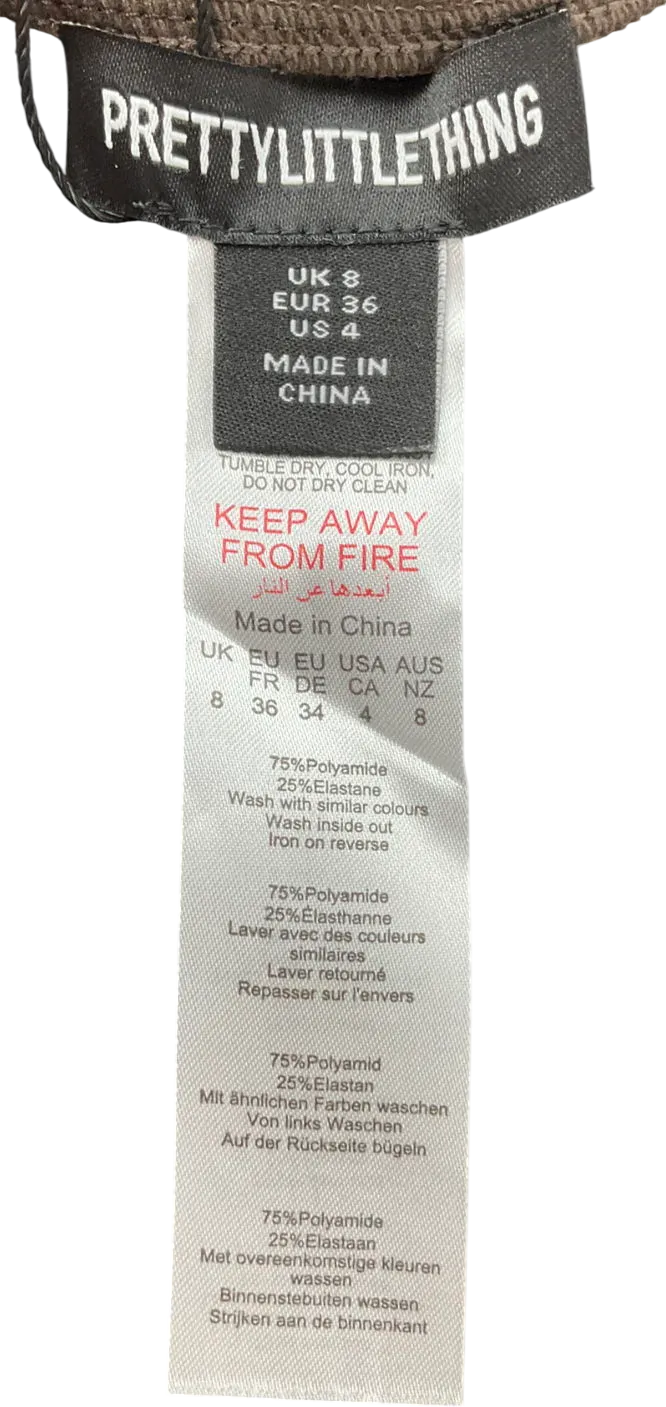 PRETTYLITTLETHING
UK 8
EUR 36
US 4
MADE IN
CHINA
TUMBLE DRY, COOL IRON,
DO NOT DRY CLEAN
KEEP AWAY
FROM FIRE
أبعدها عن النار
Made in China
UK EU EU USA AUS
FR DE CA NZ
8 36 34 4 8
75%Polyamide
25%Elastane
Wash with similar colours
Wash inside out
Iron on reverse
75%Polyamide
25%Élasthanne
Laver avec des couleurs
similaires
Laver retourné
Repasser sur l'envers
75%Polyamid
25%Elastan
Mit ähnlichen Farben waschen
Von links Waschen
Auf der Rückseite bügeln
75%Polyamide
25%Elastaan
Met overeenkomstige kleuren
wassen
Binnenstebuiten wassen
Strijken aan de binnenkant